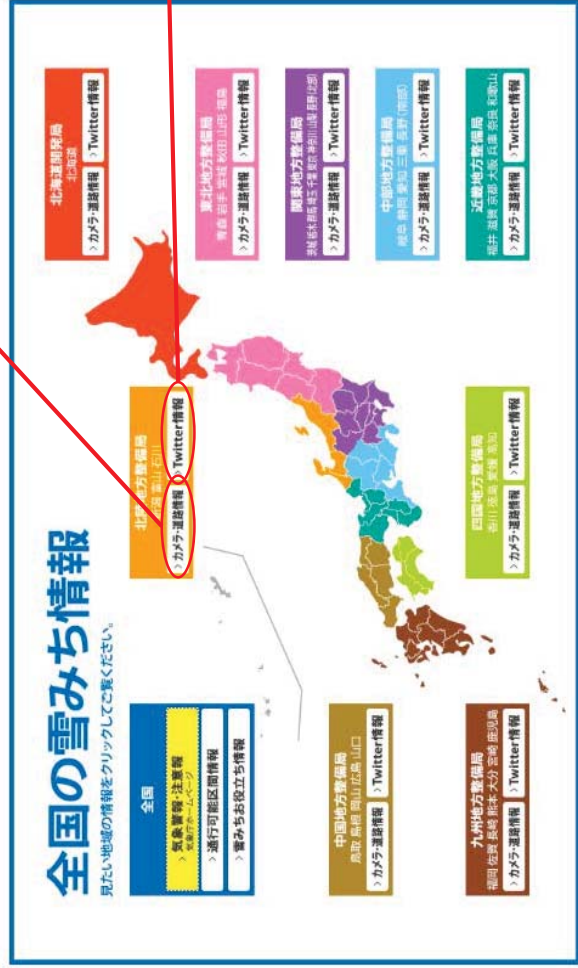 全国の雪みち情報
見たい地域の情報をクリックしてご覧ください。
全国
› 気象警報・注意報
気象庁ホームページ
› 通行可能区間情報
› 雪みちお役立ち情報
北陸地方整備局
新潟 富山 石川
› カメラ・道路情報 › Twitter情報
北海道開発局
北海道
› カメラ・道路情報 › Twitter情報
東北地方整備局
青森 岩手 宮城 秋田 山形 福島
› カメラ・道路情報 › Twitter情報
関東地方整備局
茨城 栃木 群馬 埼玉 千葉 東京 神奈川 山梨 長野(北部)
› カメラ・道路情報 › Twitter情報
中部地方整備局
岐阜 静岡 愛知 三重 長野(南部)
› カメラ・道路情報 › Twitter情報
近畿地方整備局
福井 滋賀 京都 大阪 兵庫 奈良 和歌山
› カメラ・道路情報 › Twitter情報
中国地方整備局
鳥取 島根 岡山 広島 山口
› カメラ・道路情報 › Twitter情報
四国地方整備局
香川 徳島 愛媛 高知
› カメラ・道路情報
九州地方整備局
福岡 佐賀 長崎 熊本 大分 宮崎 鹿児島
› カメラ・道路情報 › Twitter情報